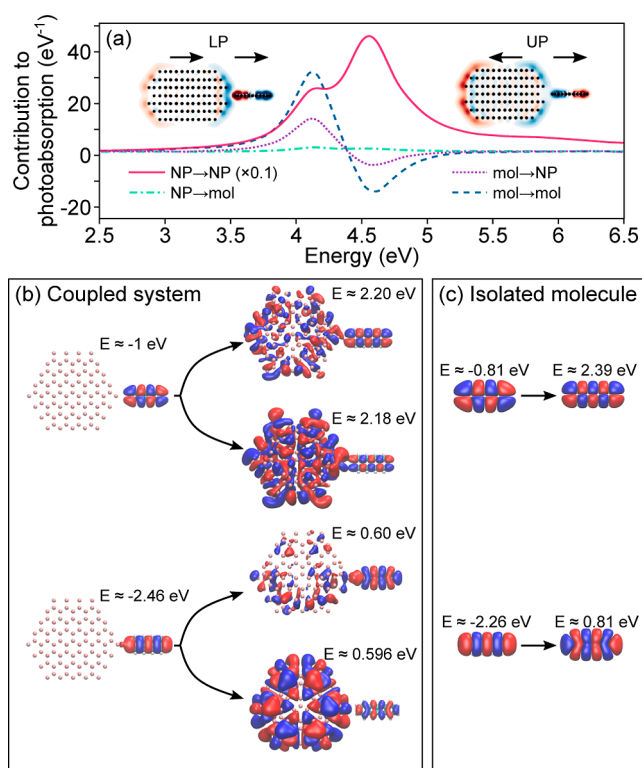 (a)
LP
UP
Contribution to
photoabsorption (eV⁻¹)
40
20
0
-20
NP→NP (×0.1)
NP→mol
mol→NP
mol→mol
2.5 3 3.5 4 4.5 5 5.5 6 6.5
Energy (eV)
(b) Coupled system
E ≈ -1 eV
E ≈ 2.20 eV
E ≈ 2.18 eV
E ≈ -2.46 eV
E ≈ 0.60 eV
E ≈ 0.596 eV
(c) Isolated molecule
E ≈ -0.81 eV
E ≈ 2.39 eV
E ≈ -2.26 eV
E ≈ 0.81 eV